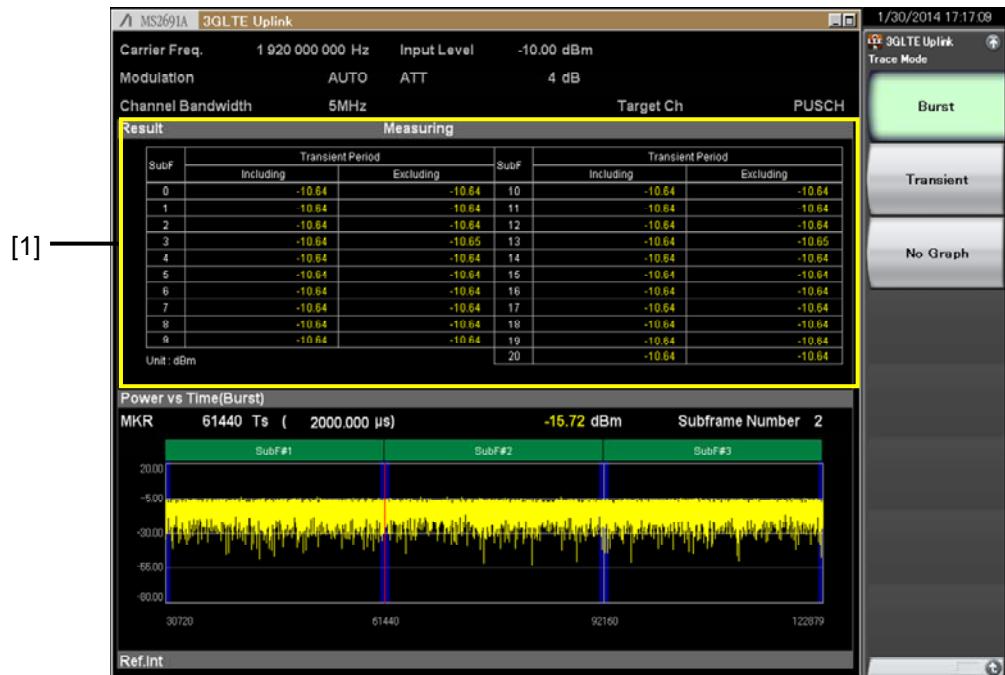 MS2691A 3GLTE Uplink
1/30/2014 17:17:09
Carrier Freq. 1 920 000 000 Hz Input Level -10.00 dBm
Modulation AUTO ATT 4 dB
Channel Bandwidth 5MHz Target Ch PUSCH
Result Measuring
SubF Transient Period SubF Transient Period
Including Excluding Including Excluding
0 -10.64 -10.64 10 -10.64 -10.64
1 -10.64 -10.64 11 -10.64 -10.64
2 -10.64 -10.64 12 -10.64 -10.64
3 -10.64 -10.65 13 -10.64 -10.65
4 -10.64 -10.64 14 -10.64 -10.64
5 -10.64 -10.64 15 -10.64 -10.64
6 -10.64 -10.64 16 -10.64 -10.64
7 -10.64 -10.64 17 -10.64 -10.64
8 -10.64 -10.64 18 -10.64 -10.64
9 -10.64 -10.64 19 -10.64 -10.64
20 -10.64 -10.64
Unit : dBm
[1]
Power vs Time(Burst)
MKR 61440 Ts ( 2000.000 µs) -15.72 dBm Subframe Number 2
SubF#1 SubF#2 SubF#3
20.00
-5.00
-30.00
-55.00
-80.00
30720 61440 92160 122879
Ref.Int
3GLTE Uplink
Trace Mode
Burst
Transient
No Graph